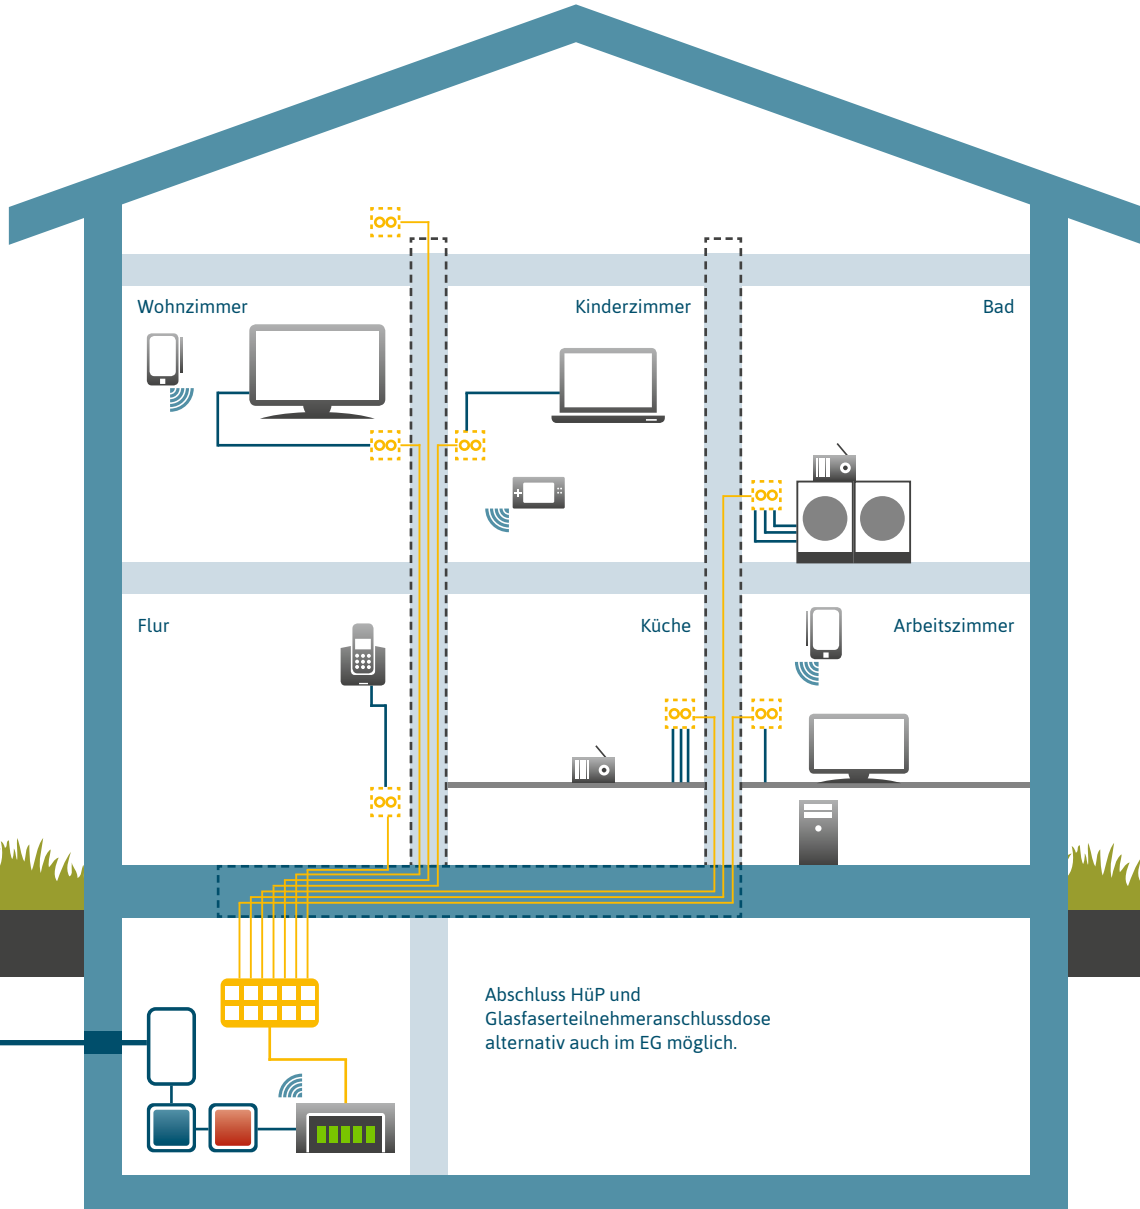 Wohnzimmer
Kinderzimmer
Bad
Flur
Küche
Arbeitszimmer
Abschluss HüP und
Glasfaserteilnehmeranschlussdose
alternativ auch im EG möglich.